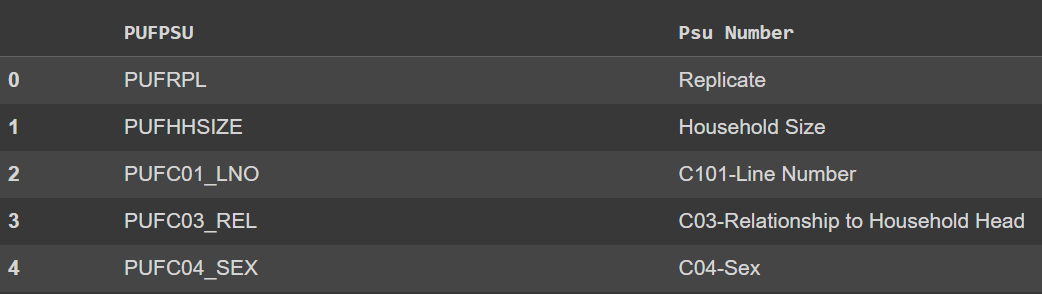 PUFPSU Psu Number
0 PUFRPL Replicate
1 PUFHHSIZE Household Size
2 PUFC01_LNO C101-Line Number
3 PUFC03_REL C03-Relationship to Household Head
4 PUFC04_SEX C04-Sex